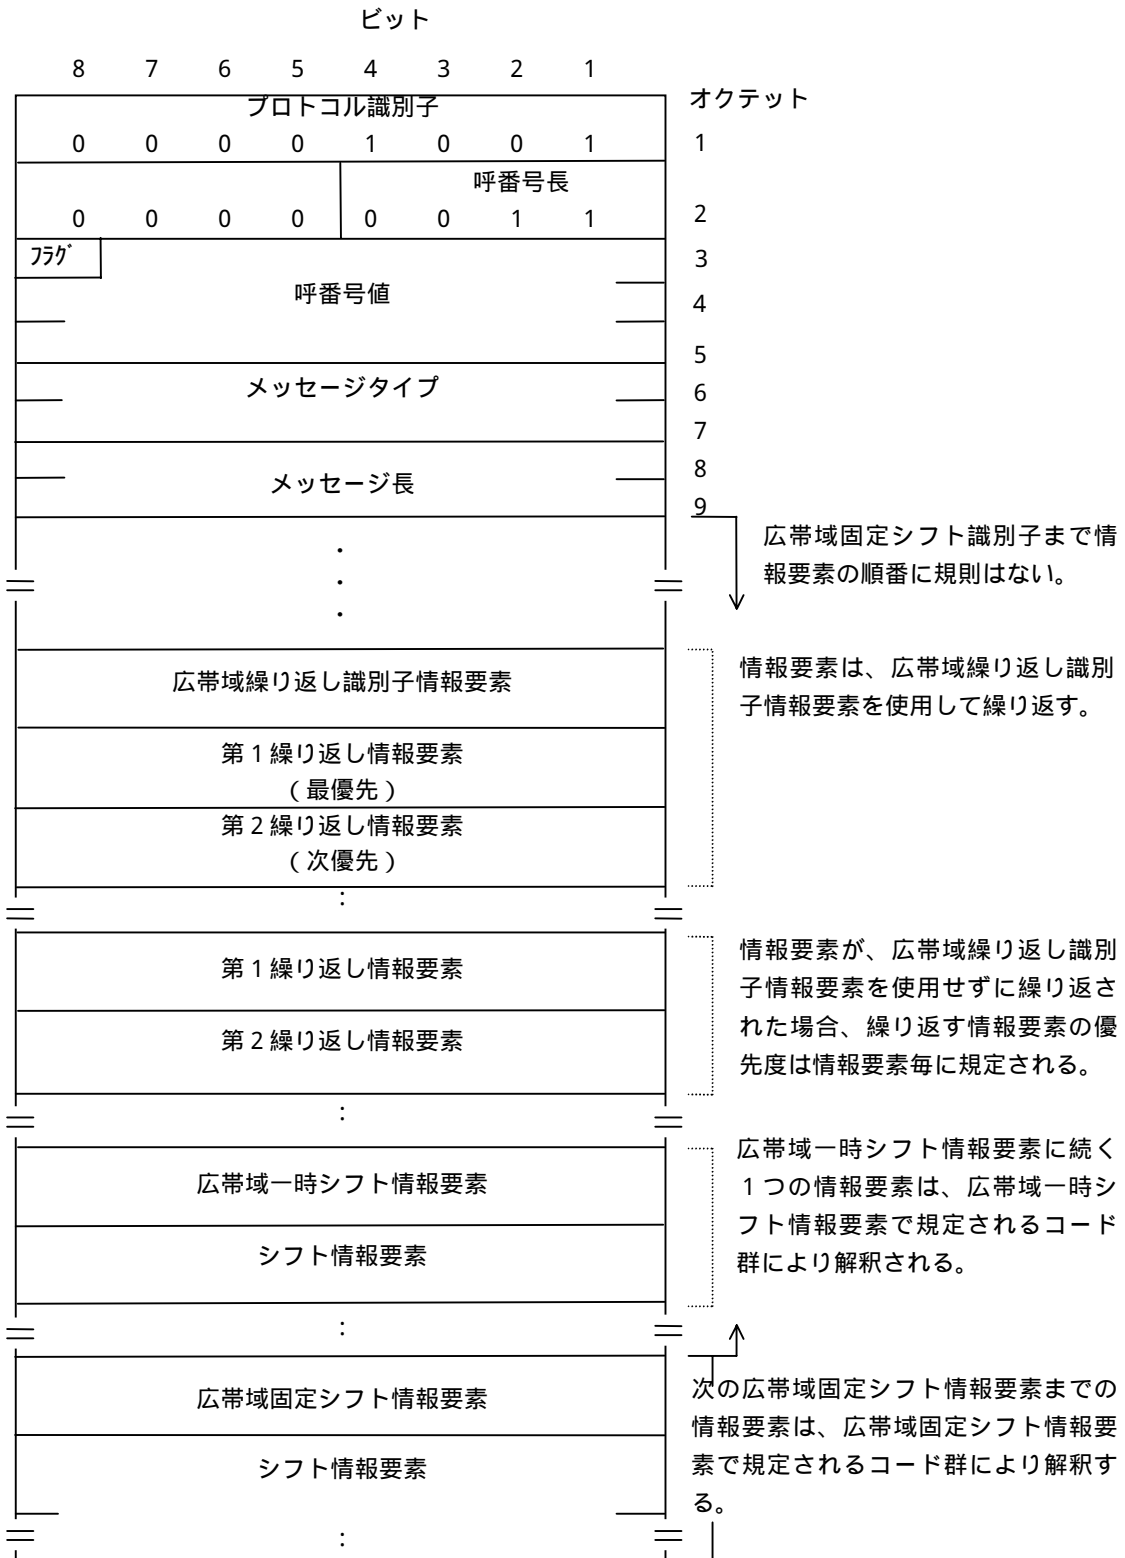 ビット
8 7 6 5 4 3 2 1
オクテット
プロトコル識別子
0 0 0 0 1 0 0 1 1
呼番号長
0 0 0 0 0 0 1 1 2
フラグ 3
呼番号値
4
5
メッセージタイプ 6
7
メッセージ長 8
9
広帯域固定シフト識別子まで情
報要素の順番に規則はない。
・
・
・
広帯域繰り返し識別子情報要素
情報要素は、広帯域繰り返し識別
子情報要素を使用して繰り返す。
第1繰り返し情報要素
(最優先)
第2繰り返し情報要素
(次優先)
:
第1繰り返し情報要素
第2繰り返し情報要素
情報要素が、広帯域繰り返し識別
子情報要素を使用せずに繰り返さ
れた場合、繰り返す情報要素の優
先度は情報要素毎に規定される。
:
広帯域一時シフト情報要素
シフト情報要素
広帯域一時シフト情報要素に続く
1つの情報要素は、広帯域一時シ
フト情報要素で規定されるコード
群により解釈される。
:
広帯域固定シフト情報要素
シフト情報要素
次の広帯域固定シフト情報要素までの
情報要素は、広帯域固定シフト情報要
素で規定されるコード群により解釈す
る。
: